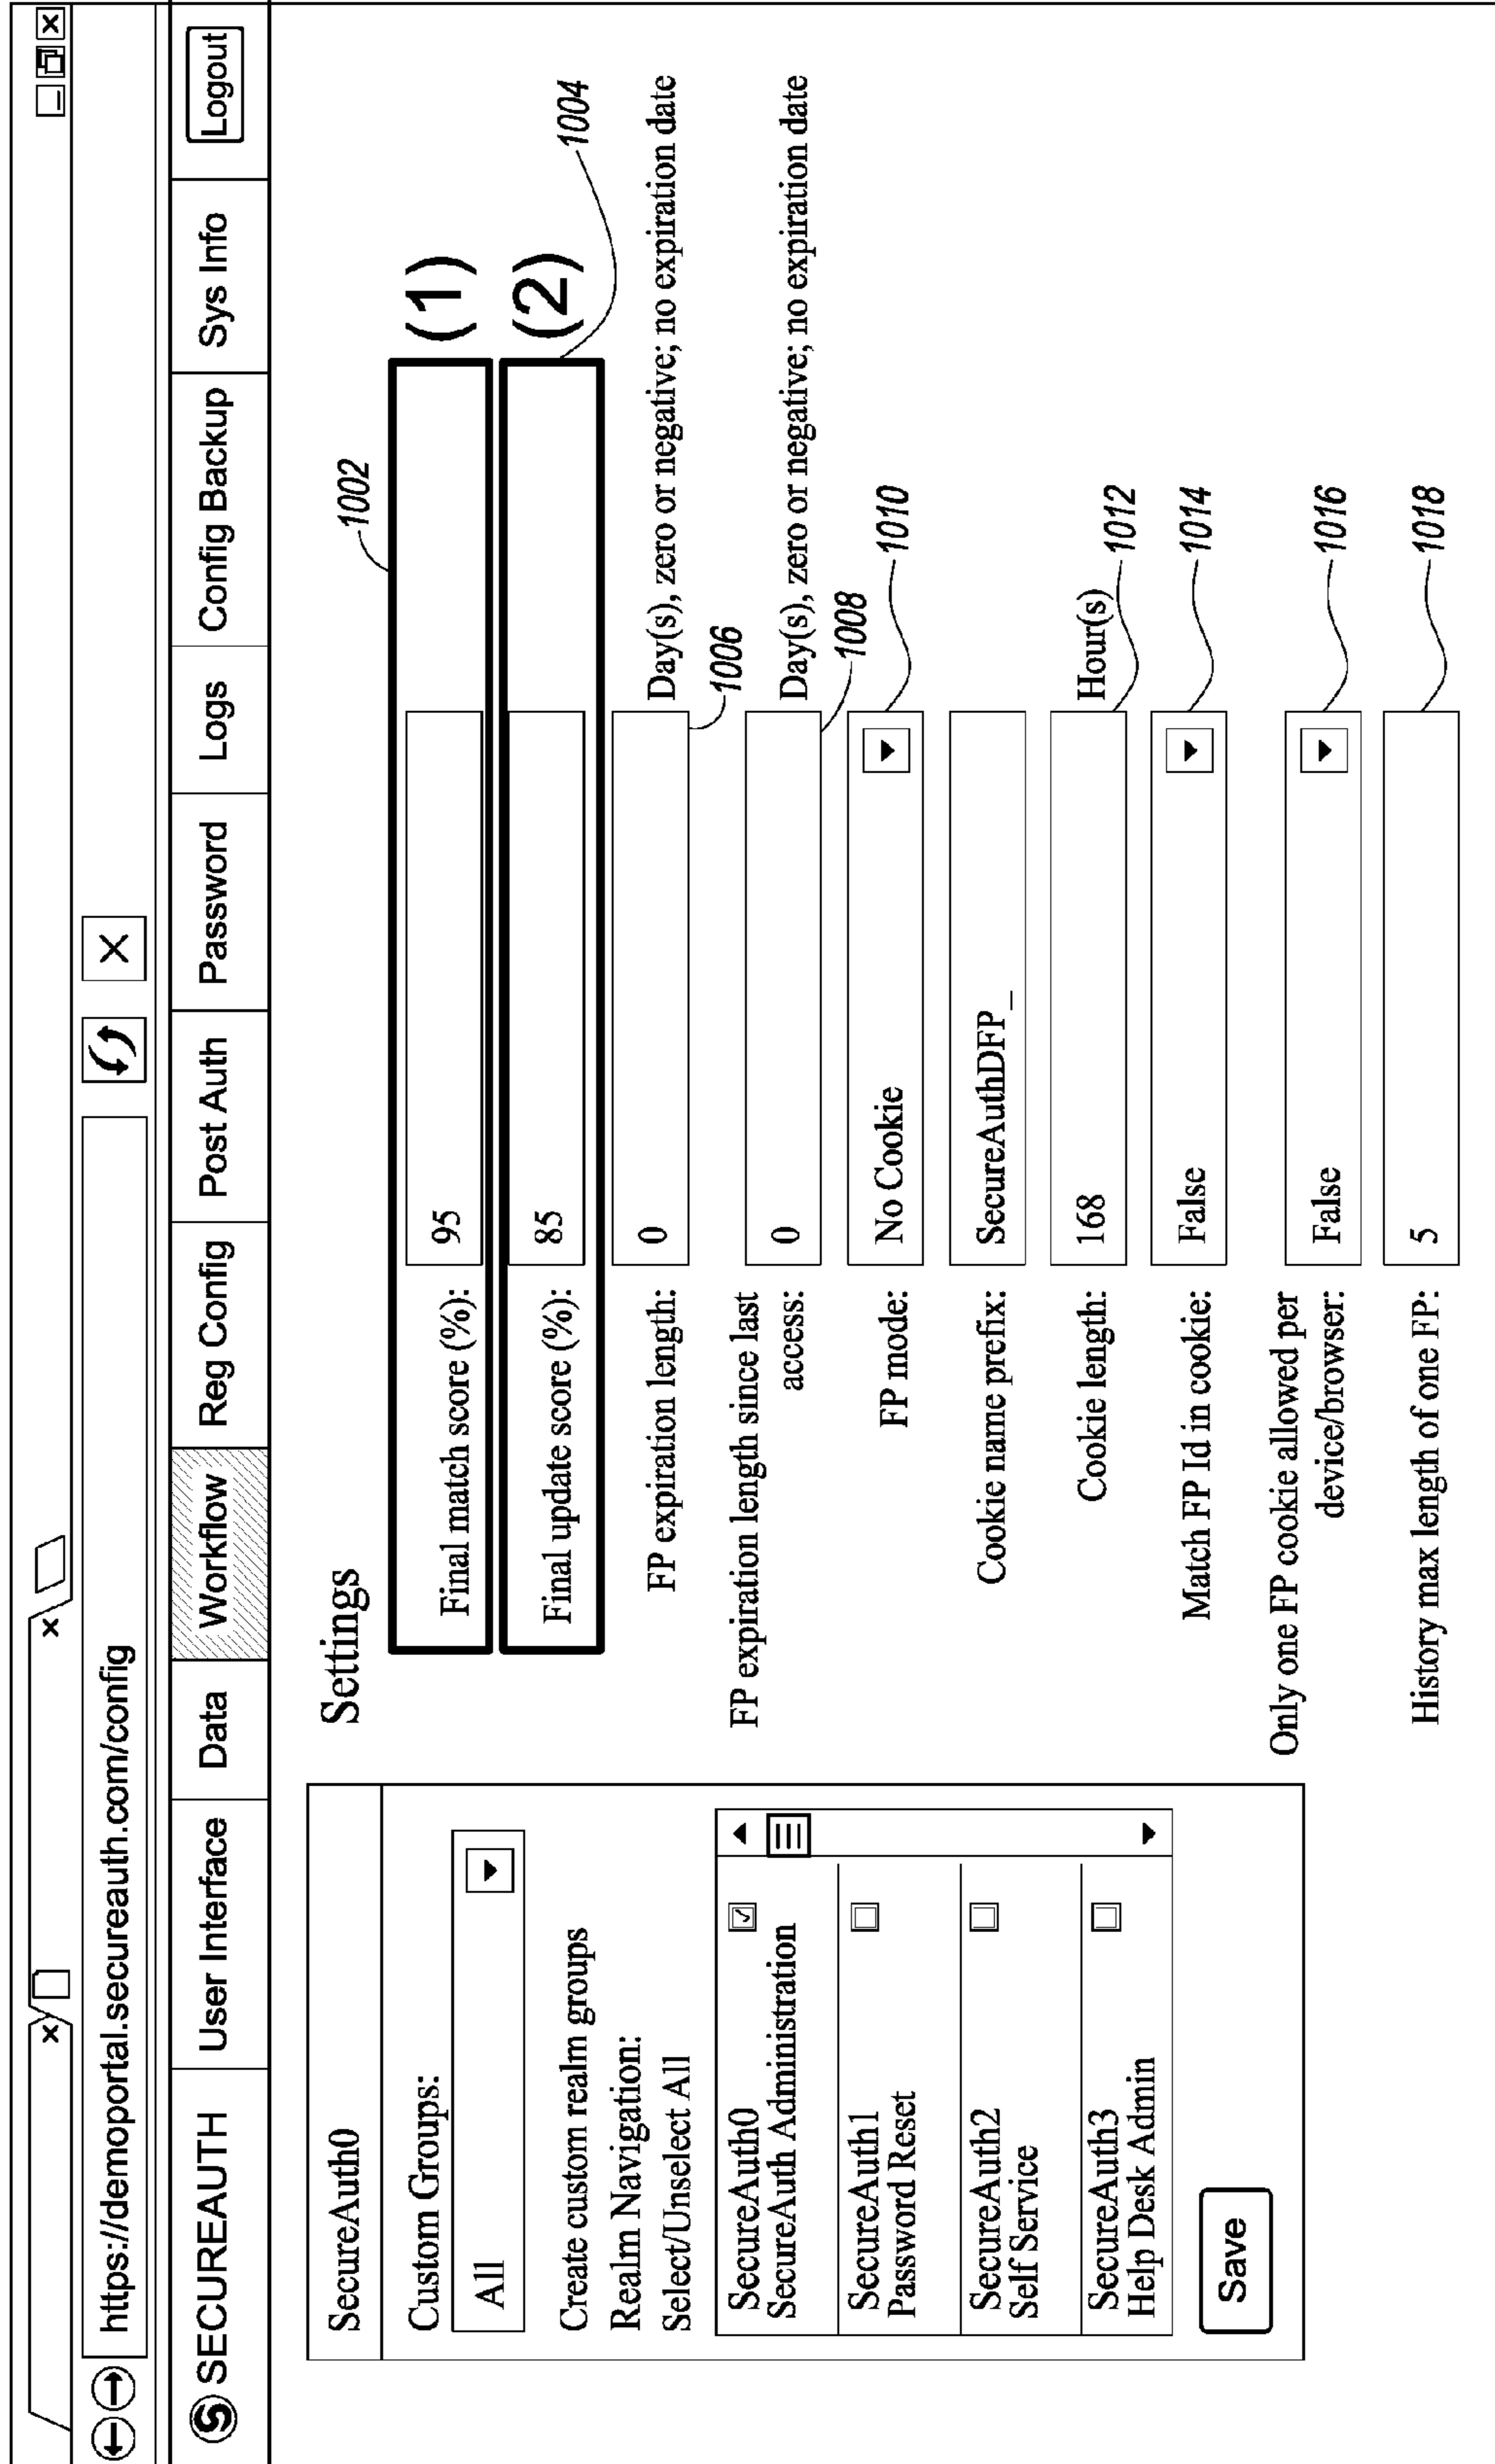 https://demoportal.secureauth.com/config
SECUREAUTH
User Interface
Data
Workflow
Reg Config
Post Auth
Password
Logs
Config Backup
Sys Info
Logout
SecureAuth0
Custom Groups:
All
Create custom realm groups
Realm Navigation:
Select/Unselect All
SecureAuth0
SecureAuth Administration
SecureAuth1
Password Reset
SecureAuth2
Self Service
SecureAuth3
Help Desk Admin
Save
Settings
1002
Final match score (%): 95 (1)
Final update score (%): 85 (2)
1004
FP expiration length: 0 Day(s), zero or negative; no expiration date
1006
FP expiration length since last
access: 0 Day(s), zero or negative; no expiration date
1008
FP mode: No Cookie 1010
Cookie name prefix: SecureAuthDFP_
Cookie length: 168 Hour(s)
1012
Match FP Id in cookie: False 1014
Only one FP cookie allowed per
device/browser: False 1016
History max length of one FP: 5 1018